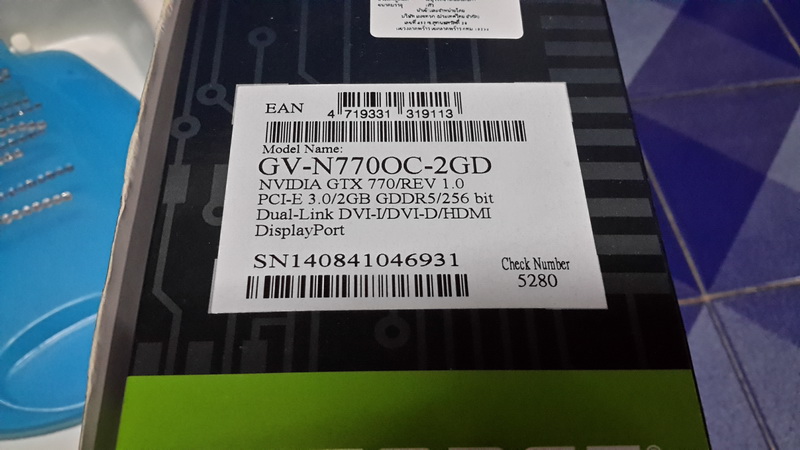 EAN
4 719331 319113
Model Name:
GV-N770OC-2GD
NVIDIA GTX 770/REV 1.0
PCI-E 3.0/2GB GDDR5/256 bit
Dual-Link DVI-I/DVI-D/HDMI
DisplayPort
SN140841046931
Check Number
5280